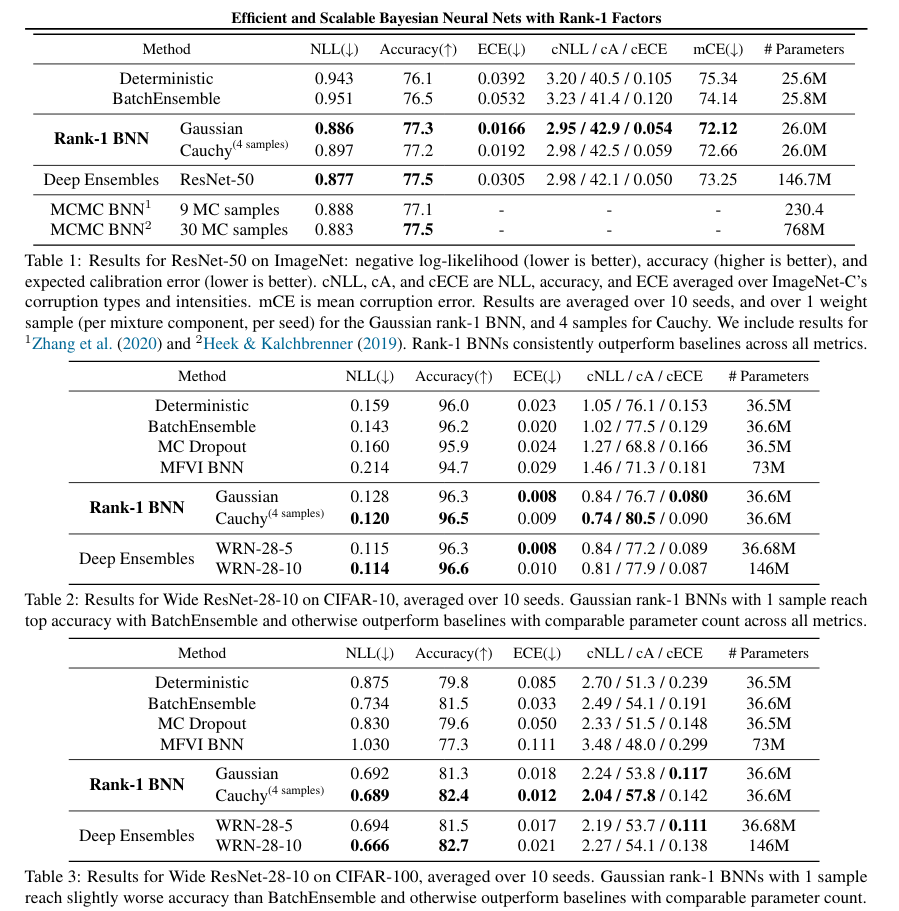 Efficient and Scalable Bayesian Neural Nets with Rank-1 Factors
Method NLL(↓) Accuracy(↑) ECE(↓) cNLL / cA / cECE mCE(↓) # Parameters
Deterministic 0.943 76.1 0.0392 3.20 / 40.5 / 0.105 75.34 25.6M
BatchEnsemble 0.951 76.5 0.0532 3.23 / 41.4 / 0.120 74.14 25.8M
Rank-1 BNN Gaussian 0.886 77.3 0.0166 2.95 / 42.9 / 0.054 72.12 26.0M
Cauchy(4 samples) 0.897 77.2 0.0192 2.98 / 42.5 / 0.059 72.66 26.0M
Deep Ensembles ResNet-50 0.877 77.5 0.0305 2.98 / 42.1 / 0.050 73.25 146.7M
MCMC BNN1 9 MC samples 0.888 77.1 - - - 230.4
MCMC BNN2 30 MC samples 0.883 77.5 - - - 768M
Table 1: Results for ResNet-50 on ImageNet: negative log-likelihood (lower is better), accuracy (higher is better), and
expected calibration error (lower is better). cNLL, cA, and cECE are NLL, accuracy, and ECE averaged over ImageNet-C's
corruption types and intensities. mCE is mean corruption error. Results are averaged over 10 seeds, and over 1 weight
sample (per mixture component, per seed) for the Gaussian rank-1 BNN, and 4 samples for Cauchy. We include results for
1Zhang et al. (2020) and 2Heek & Kalchbrenner (2019). Rank-1 BNNs consistently outperform baselines across all metrics.
Method NLL(↓) Accuracy(↑) ECE(↓) cNLL / cA / cECE # Parameters
Deterministic 0.159 96.0 0.023 1.05 / 76.1 / 0.153 36.5M
BatchEnsemble 0.143 96.2 0.020 1.02 / 77.5 / 0.129 36.6M
MC Dropout 0.160 95.9 0.024 1.27 / 68.8 / 0.166 36.5M
MFVI BNN 0.214 94.7 0.029 1.46 / 71.3 / 0.181 73M
Rank-1 BNN Gaussian 0.128 96.3 0.008 0.84 / 76.7 / 0.080 36.6M
Cauchy(4 samples) 0.120 96.5 0.009 0.74 / 80.5 / 0.090 36.6M
Deep Ensembles WRN-28-5 0.115 96.3 0.008 0.84 / 77.2 / 0.089 36.68M
WRN-28-10 0.114 96.6 0.010 0.81 / 77.9 / 0.087 146M
Table 2: Results for Wide ResNet-28-10 on CIFAR-10, averaged over 10 seeds. Gaussian rank-1 BNNs with 1 sample reach
top accuracy with BatchEnsemble and otherwise outperform baselines with comparable parameter count across all metrics.
Method NLL(↓) Accuracy(↑) ECE(↓) cNLL / cA / cECE # Parameters
Deterministic 0.875 79.8 0.085 2.70 / 51.3 / 0.239 36.5M
BatchEnsemble 0.734 81.5 0.033 2.49 / 54.1 / 0.191 36.6M
MC Dropout 0.830 79.6 0.050 2.33 / 51.5 / 0.148 36.5M
MFVI BNN 1.030 77.3 0.111 3.48 / 48.0 / 0.299 73M
Rank-1 BNN Gaussian 0.692 81.3 0.018 2.24 / 53.8 / 0.117 36.6M
Cauchy(4 samples) 0.689 82.4 0.012 2.04 / 57.8 / 0.142 36.6M
Deep Ensembles WRN-28-5 0.694 81.5 0.017 2.19 / 53.7 / 0.111 36.68M
WRN-28-10 0.666 82.7 0.021 2.27 / 54.1 / 0.138 146M
Table 3: Results for Wide ResNet-28-10 on CIFAR-100, averaged over 10 seeds. Gaussian rank-1 BNNs with 1 sample
reach slightly worse accuracy than BatchEnsemble and otherwise outperform baselines with comparable parameter count.